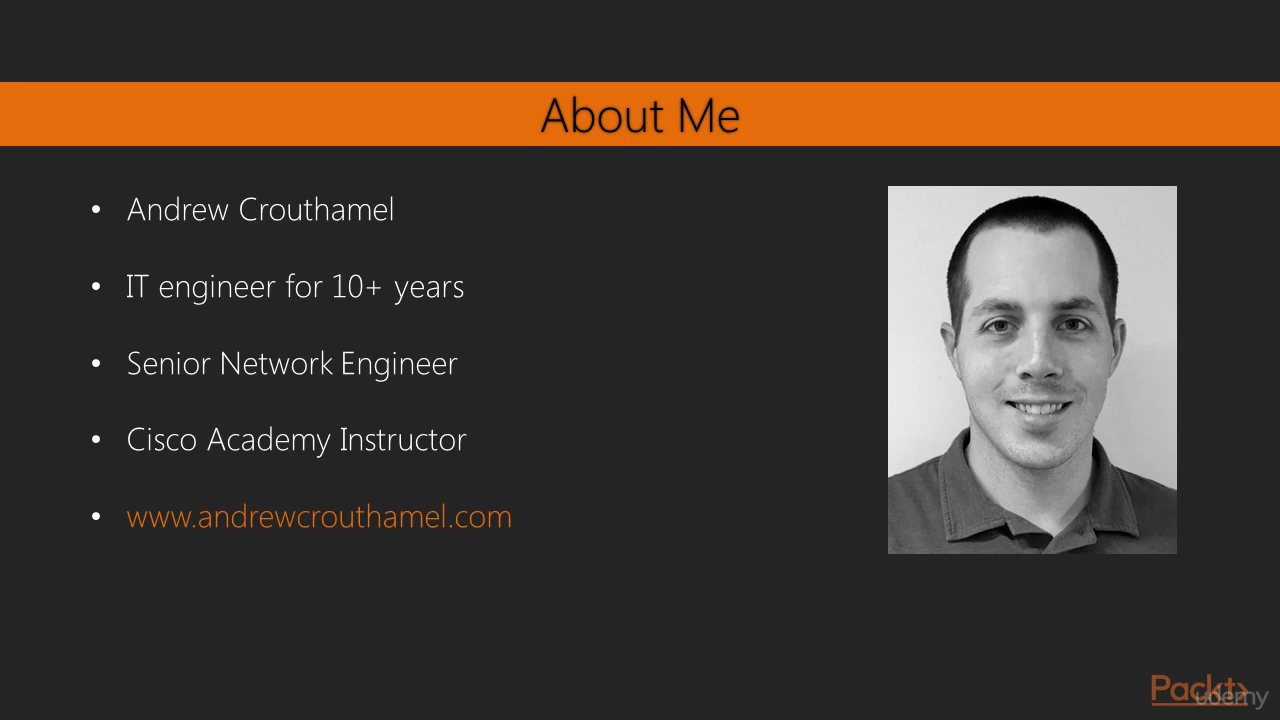 About Me
• Andrew Crouthamel
• IT engineer for 10+ years
• Senior Network Engineer
• Cisco Academy Instructor
• www.andrewcrouthamel.com
Packt>
udemy